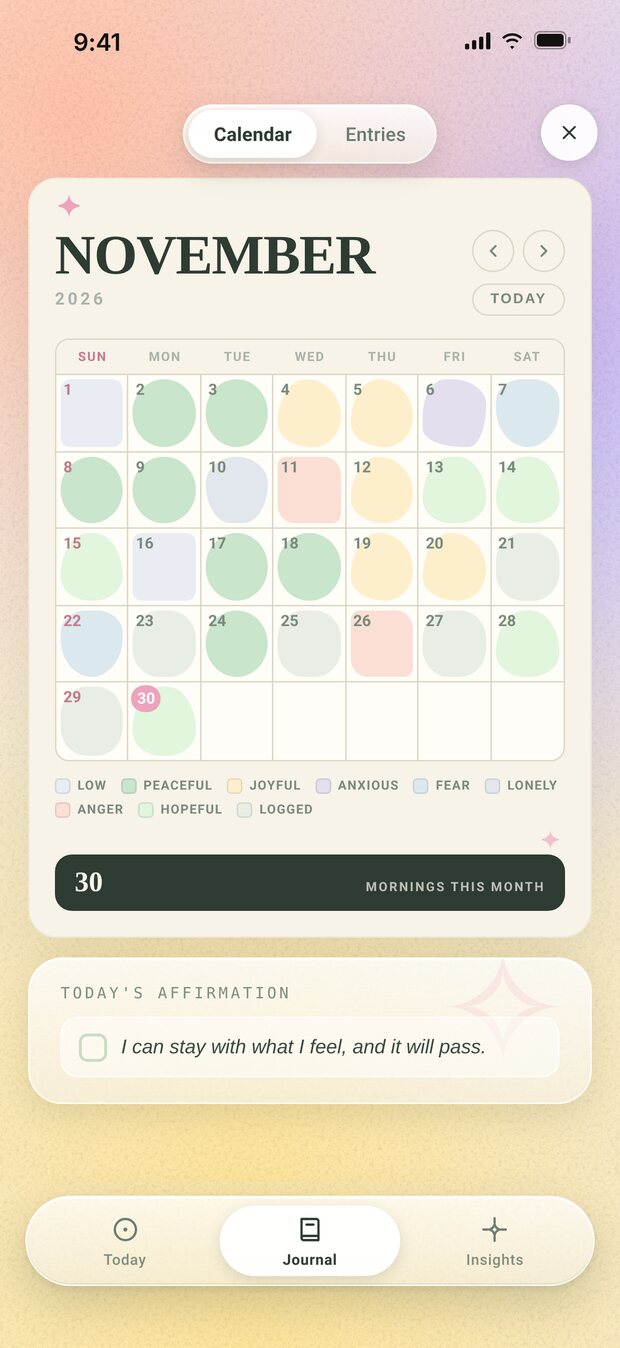 9:41
Calendar Entries
NOVEMBER
2026
TODAY
SUN MON TUE WED THU FRI SAT
1 2 3 4 5 6 7
8 9 10 11 12 13 14
15 16 17 18 19 20 21
22 23 24 25 26 27 28
29 30
LOW PEACEFUL JOYFUL ANXIOUS FEAR LONELY
ANGER HOPEFUL LOGGED
30 MORNINGS THIS MONTH
TODAY'S AFFIRMATION
I can stay with what I feel, and it will pass.
Today Journal Insights